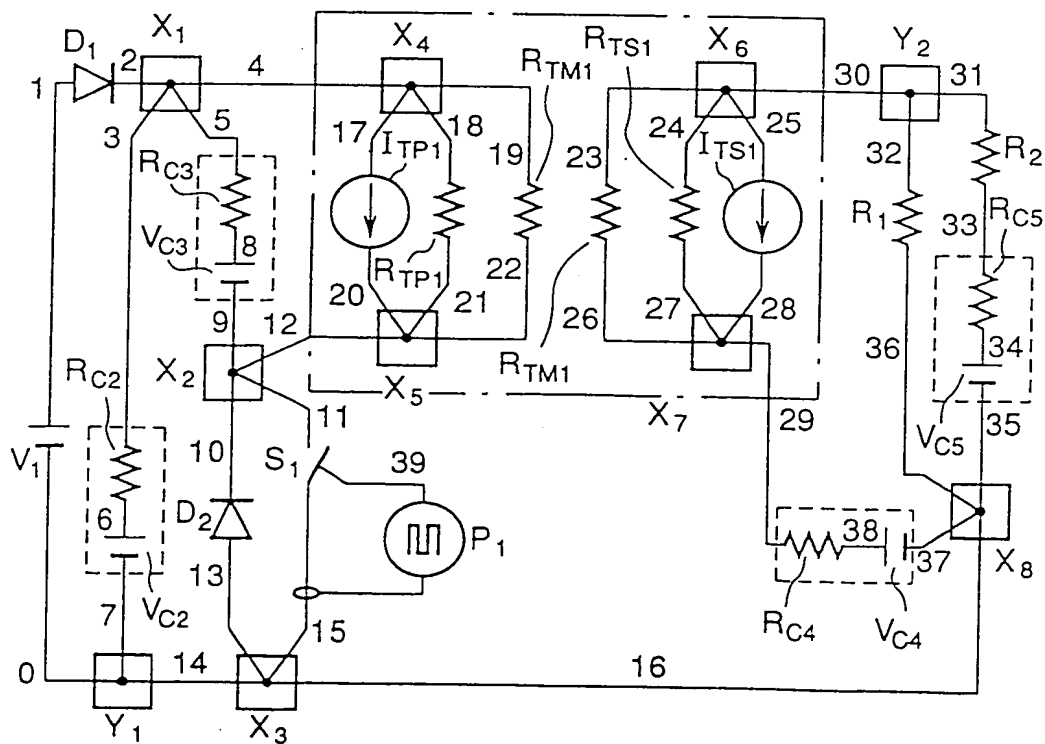 D1 2 X1 4 X4 RTS1 X6 Y2
1 RTM1 30 31
3 5 17 18 24 25
RC3 ITP1 19 23 ITS1 32 R2
VC3 8 R1 33 RC5
RTP1 22
9 12 20 21 26 27 28 36 34
RC2 X2 X5 RTM1 X7 29 VC5 35
11
V1 10 S1 39
6 D2 P1 38 37 X8
13
7 VC2 15 RC4 VC4
0 14 16
Y1 X3